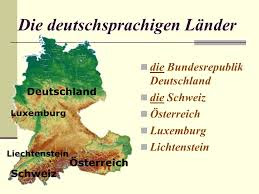 Die deutschsprachigen Länder
Deutschland
Luxemburg
Liechtenstein
Österreich
Schweiz
die Bundesrepublik
Deutschland
die Schweiz
Österreich
Luxemburg
Lichtenstein